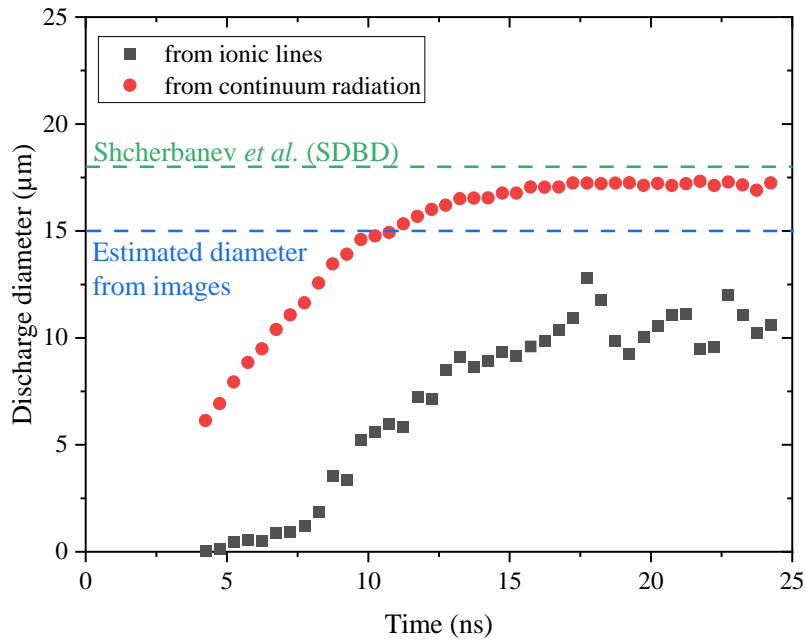 25
from ionic lines
from continuum radiation
20
Shcherbanev et al. (SDBD)
15
Estimated diameter
from images
10
5
0
0 5 10 15 20 25
Discharge diameter (μm)
Time (ns)